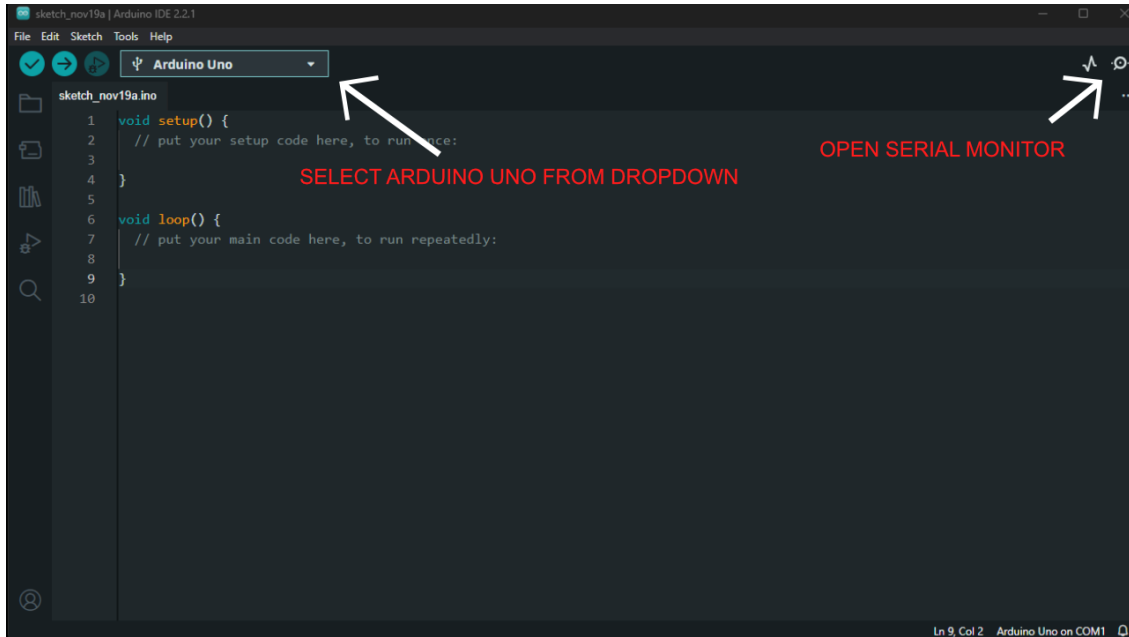 sketch_nov19a | Arduino IDE 2.2.1
File Edit Sketch Tools Help
Arduino Uno
sketch_nov19a.ino
1 void setup() {
2 // put your setup code here, to run once:
3
4 }
5
6 void loop() {
7 // put your main code here, to run repeatedly:
8
9 }
10
SELECT ARDUINO UNO FROM DROPDOWN
OPEN SERIAL MONITOR
Ln 9, Col 2 Arduino Uno on COM1